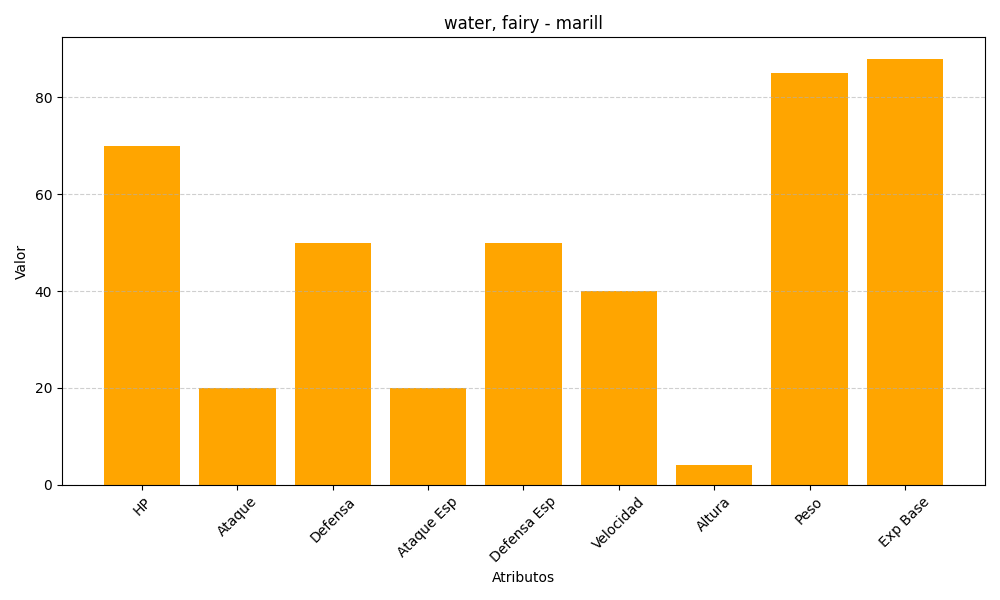 water, fairy - marill
Valor
80
60
40
20
0
HP
Ataque
Defensa
Ataque Esp
Defensa Esp
Velocidad
Altura
Peso
Exp Base
Atributos